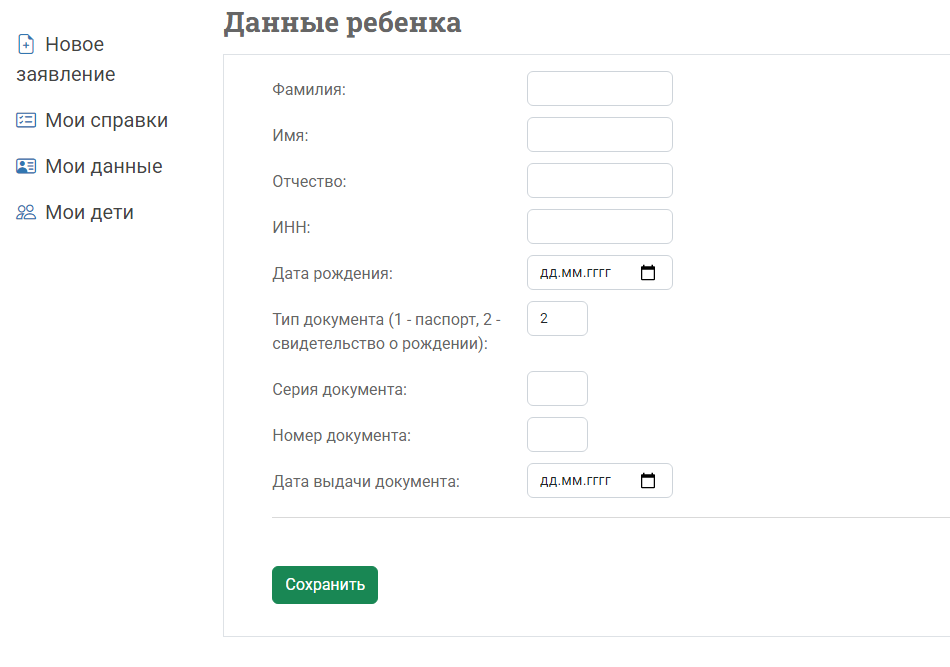 Данные ребенка
Новое
заявление
Мои справки
Мои данные
Мои дети
Фамилия:
Имя:
Отчество:
ИНН:
Дата рождения: дд.мм.гггг
Тип документа (1 - паспорт, 2 - 2
свидетельство о рождении):
Серия документа:
Номер документа:
Дата выдачи документа: дд.мм.гггг
Сохранить